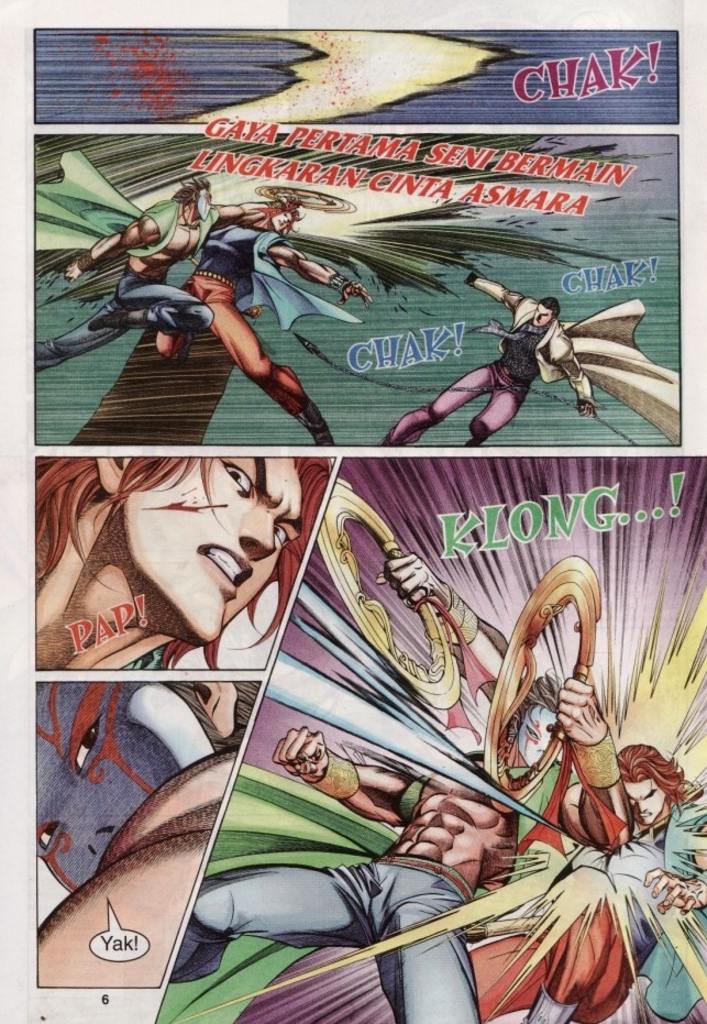 CHAK!
GAYA PERTAMA SENI BERMAIN
LINGKARAN CINTA ASMARA
CHAK!
CHAK!
PAP!
KLONG...!
Yak!
6